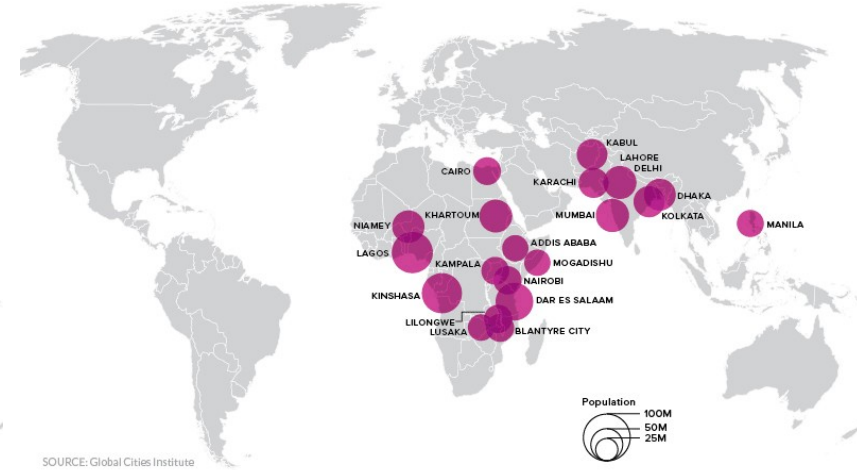 KABUL
LAHORE
DELHI
CAIRO
KARACHI
DHAKA
KHARTOUM
MUMBAI
KOLKATA
NIAMEY
MANILA
ADDIS ABABA
LAGOS
KAMPALA
MOGADISHU
NAIROBI
KINSHASA
DAR ES SALAAM
LILONGWE
LUSAKA
BLANTYRE CITY
Population
100M
50M
25M
SOURCE: Global Cities Institute